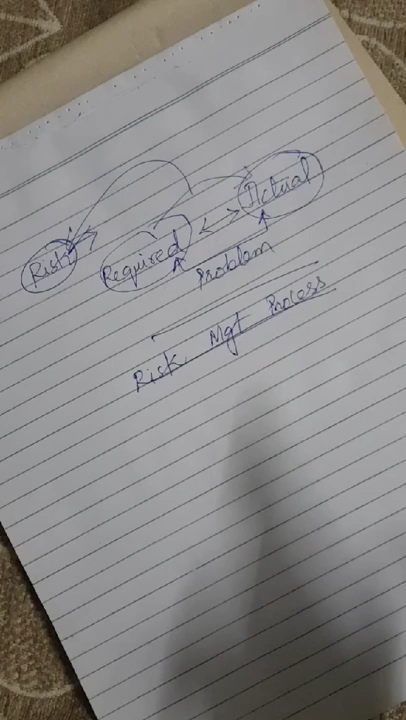 Risk Required Actual
Problem
Risk Mgt Process